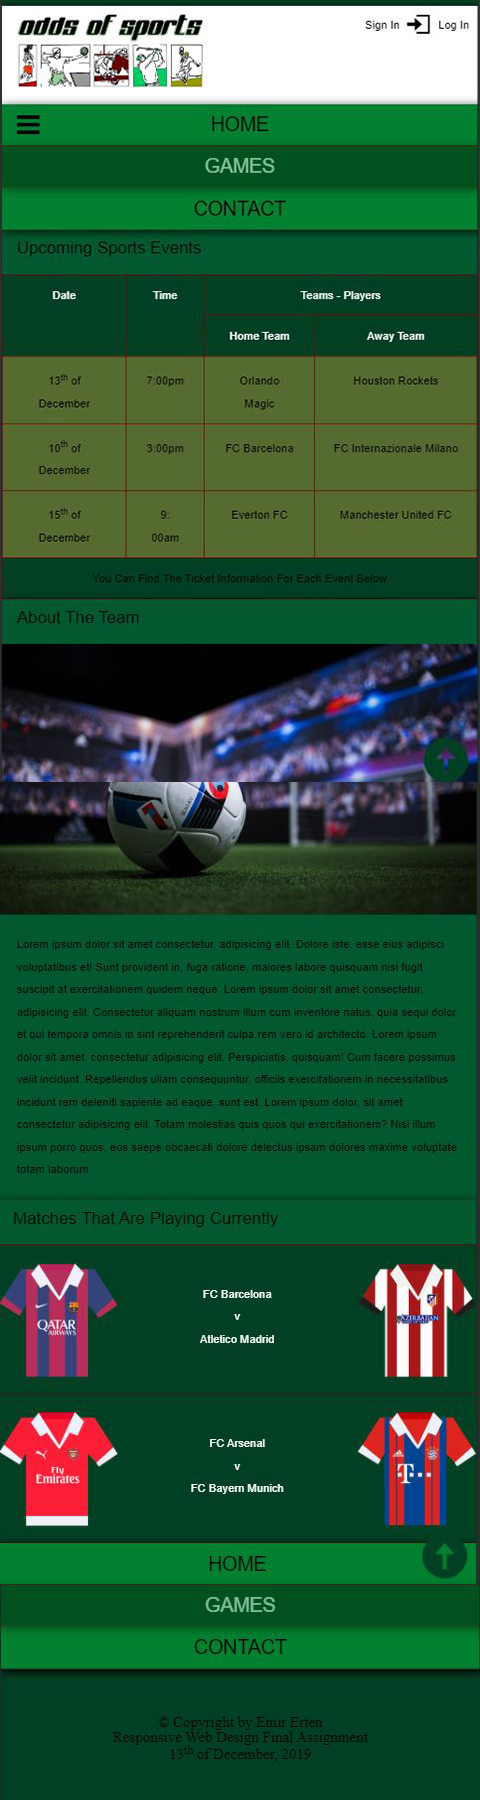 odds of sports
Sign In Log In
HOME
GAMES
CONTACT
Upcoming Sports Events
Date Time Teams - Players
Home Team Away Team
13th of 7:00pm Orlando Houston Rockets
December Magic
10th of 3:00pm FC Barcelona FC Internazionale Milano
December
15th of 9: Everton FC Manchester United FC
December 00am
You Can Find The Ticket Information For Each Event Below
About The Team
Lorem ipsum dolor sit amet consectetur, adipisicing elit. Dolore iste, esse eius adipisci
voluptatibus et! Sunt provident in, fuga ratione, maiores labore quisquam nisi fugit
suscipit at exercitationem quidem neque. Lorem ipsum dolor sit amet consectetur,
adipisicing elit. Consectetur aliquam nostrum illum cum inventore natus, quia sequi dolor
et qui tempora omnis in sint reprehenderit culpa rem vero id architecto. Lorem ipsum
dolor sit amet, consectetur adipisicing elit. Perspiciatis, quisquam! Cum facere possimus
velit incidunt. Repellendus ullam consequuntur, officiis exercitationem in necessitatibus
incidunt rem deleniti sapiente ad eaque, sunt est. Lorem ipsum dolor, sit amet
consectetur adipisicing elit. Totam molestias quis quos qui exercitationem? Nisi illum
ipsum porro quos, eos saepe obcaecati dolore delectus ipsam dolores maxime voluptate
totam laborum.
Matches That Are Playing Currently
FC Barcelona
v
Atletico Madrid
QATAR
AIRWAYS
AZERBAIJAN
FC Arsenal
v
FC Bayern Munich
Fly
Emirates
T
HOME
GAMES
CONTACT
© Copyright by Emir Erten
Responsive Web Design Final Assignment
13th of December, 2019